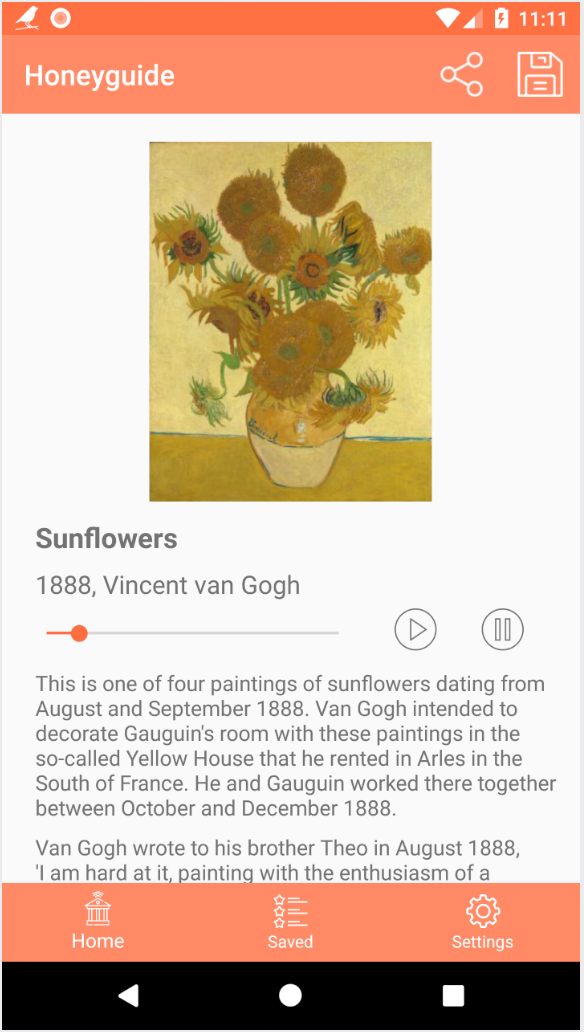 11:11
Honeyguide
Vincent
Sunflowers
1888, Vincent van Gogh
This is one of four paintings of sunflowers dating from
August and September 1888. Van Gogh intended to
decorate Gauguin's room with these paintings in the
so-called Yellow House that he rented in Arles in the
South of France. He and Gauguin worked there together
between October and December 1888.
Van Gogh wrote to his brother Theo in August 1888,
'I am hard at it, painting with the enthusiasm of a
Home
Saved
Settings